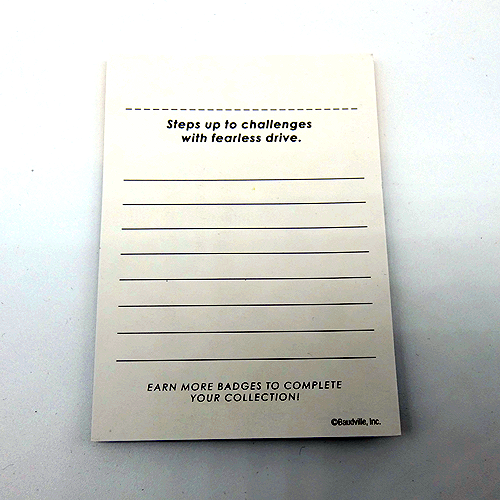 Steps up to challenges
with fearless drive.
EARN MORE BADGES TO COMPLETE
YOUR COLLECTION!
©Baudville, Inc.